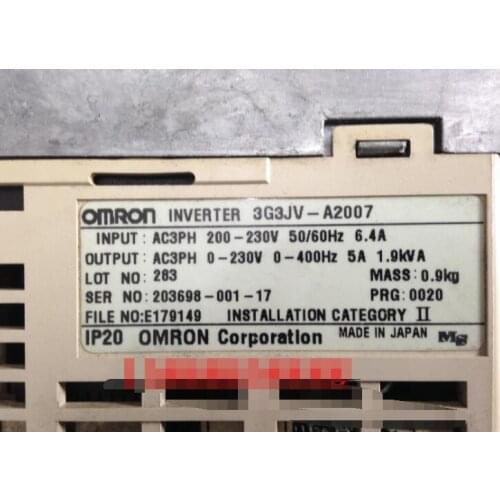 OMRON INVERTER 3G3JV-A2007
INPUT: AC3PH 200-230V 50/60Hz 6.4A
OUTPUT: AC3PH 0-230V 0-400Hz 5A 1.9kVA
LOT NO: 283 MASS: 0.9kg
SER NO: 203698-001-17 PRG: 0020
FILE NO:E179149 INSTALLATION CATEGORY II
IP20 OMRON Corporation MADE IN JAPAN